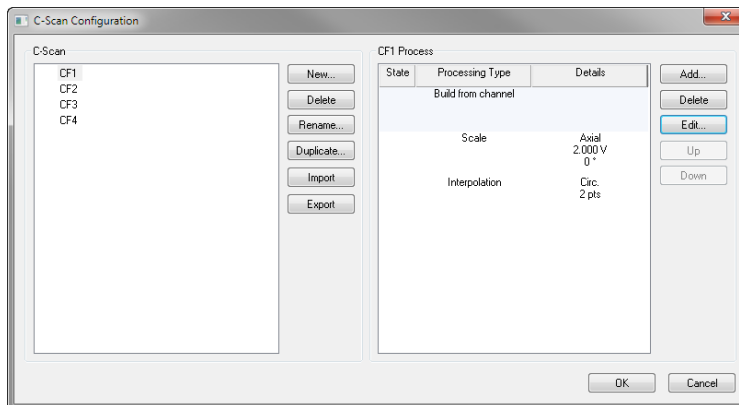 C-Scan Configuration
C-Scan
CF1
CF2
CF3
CF4
New...
Delete
Rename...
Duplicate...
Import
Export
CF1 Process
State Processing Type Details
Build from channel
Scale Axial
2.000 V
0 °
Interpolation Circ.
2 pts
Add...
Delete
Edit...
Up
Down
OK Cancel